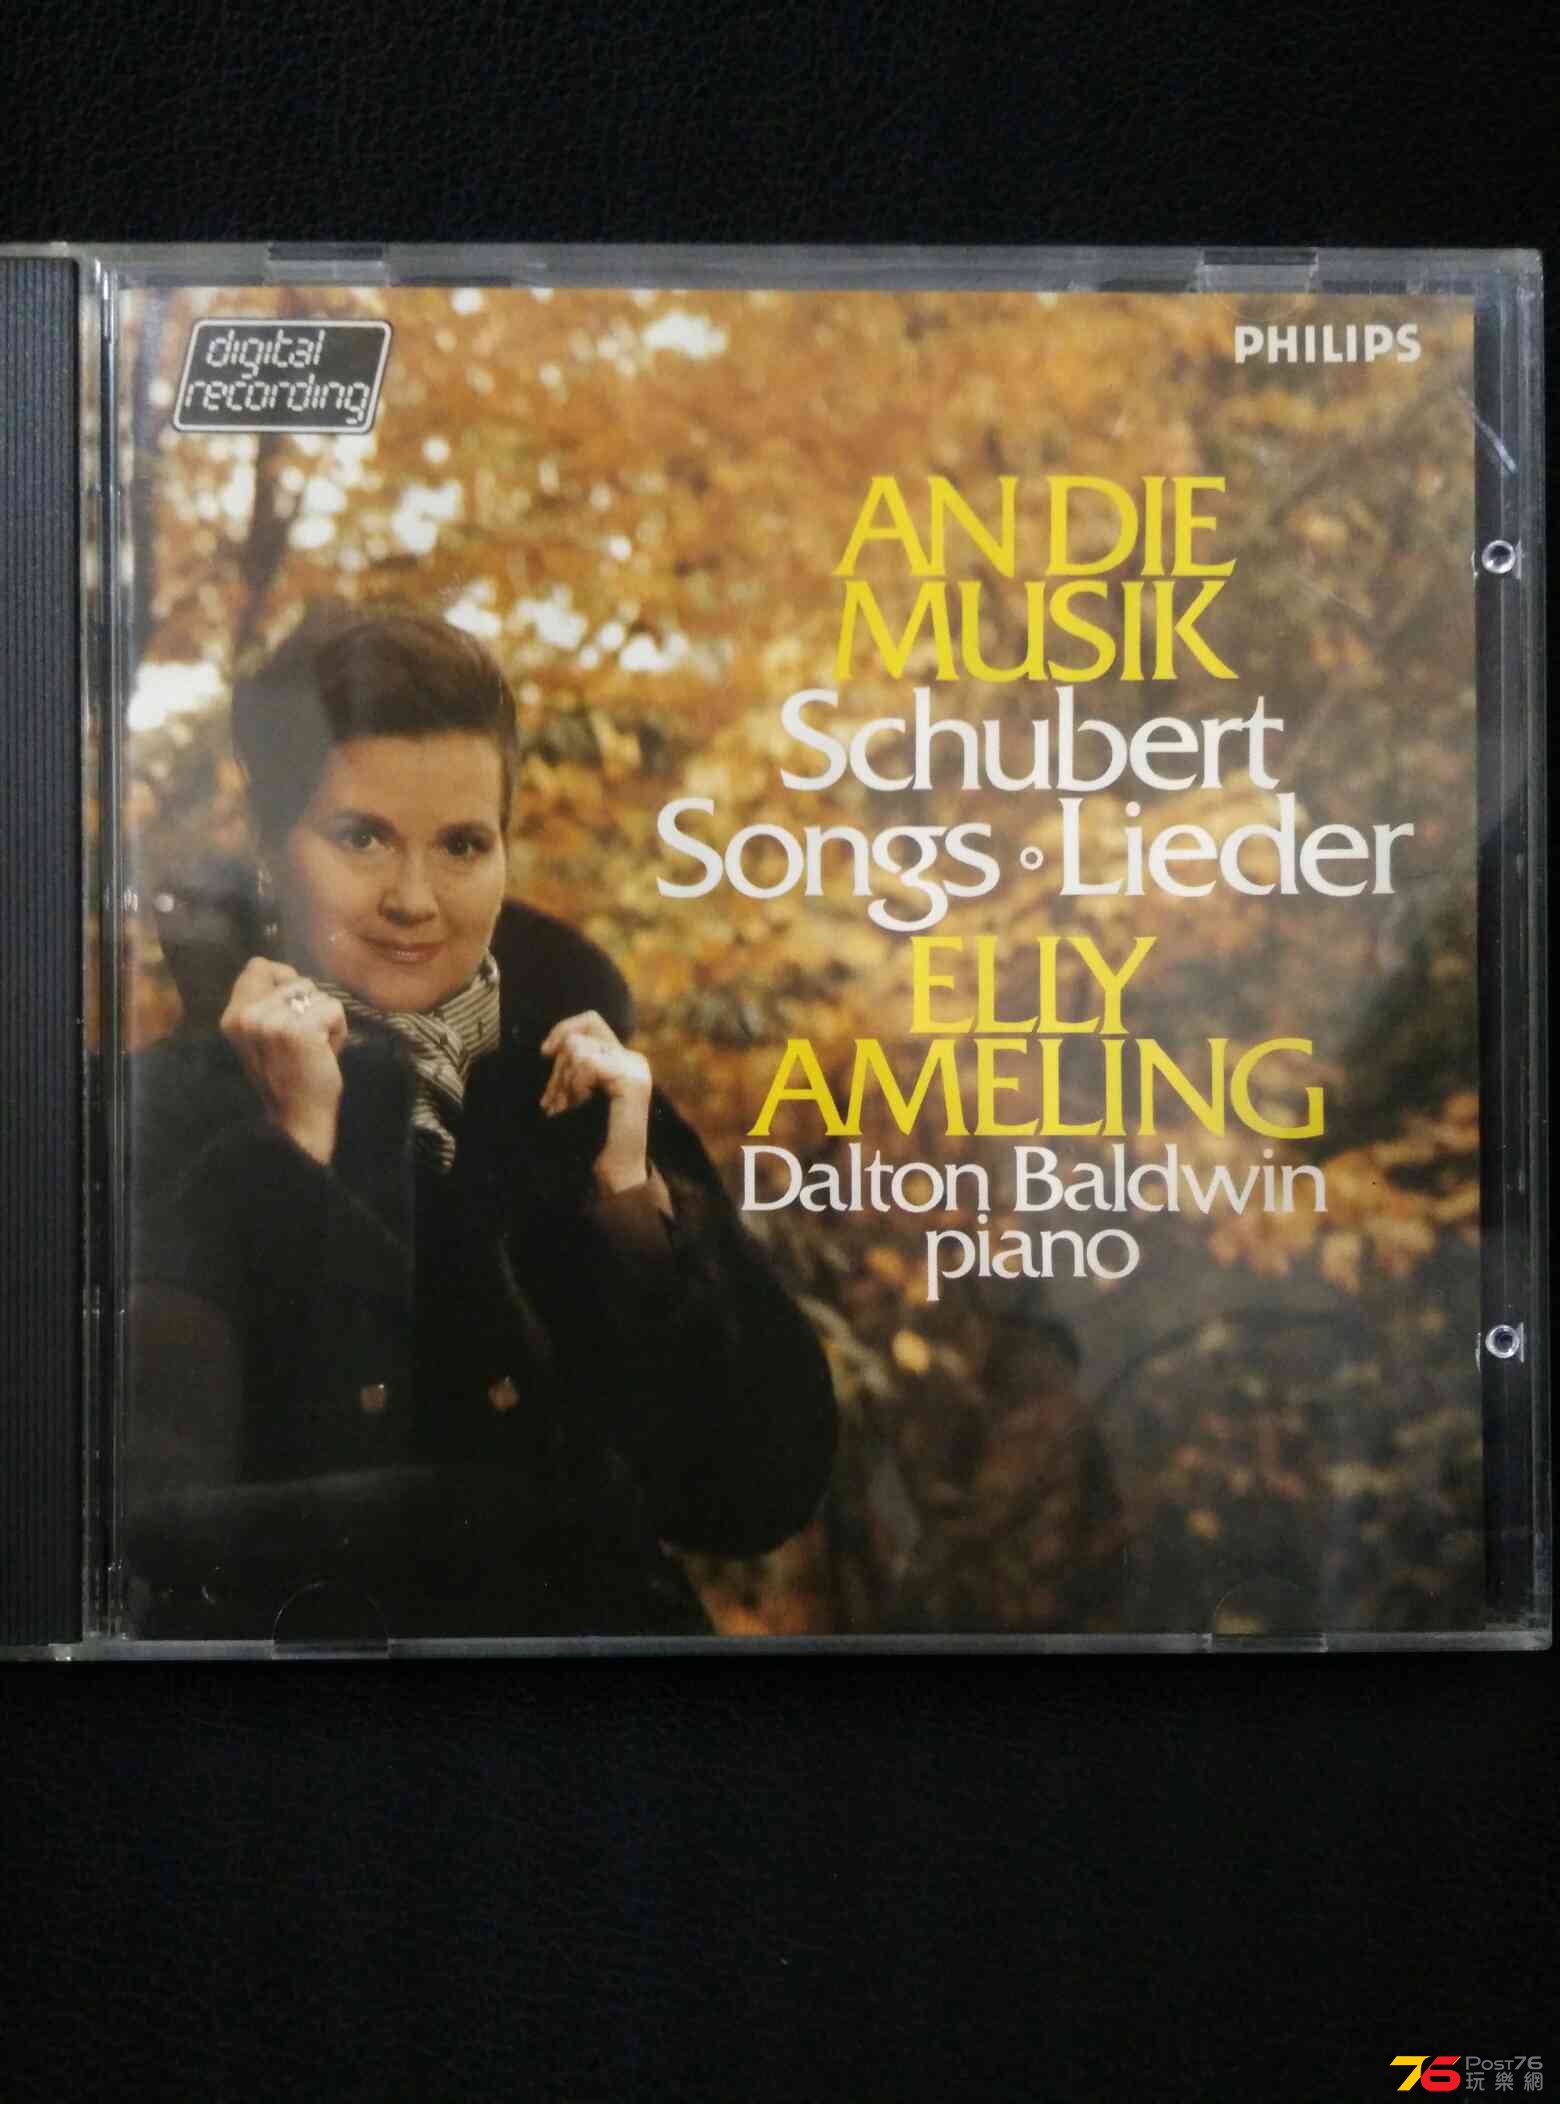 digital
recording
PHILIPS
AN DIE
MUSIK
Schubert
Songs ∘ Lieder
ELLY
AMELING
Dalton Baldwin
piano
76 POST76
玩樂網